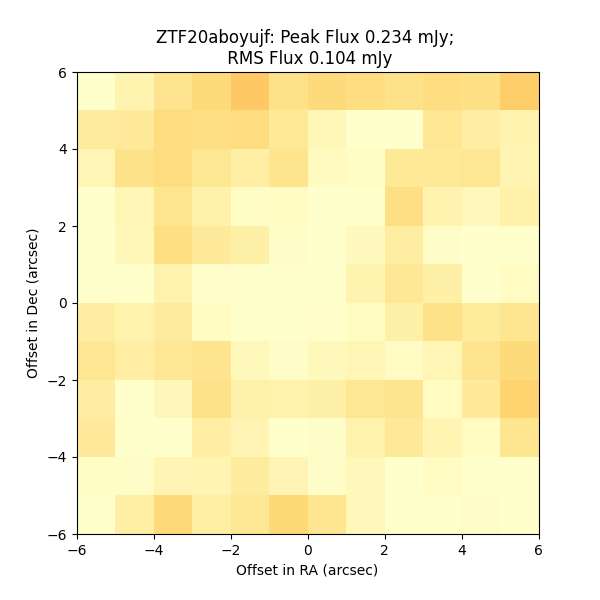 ZTF20aboyujf: Peak Flux 0.234 mJy;
RMS Flux 0.104 mJy
6
4
2
0
−2
−4
−6
Offset in Dec (arcsec)
−6 −4 −2 0 2 4 6
Offset in RA (arcsec)